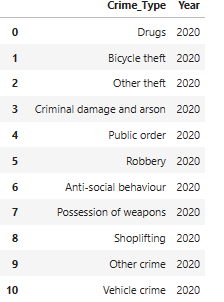 Crime_Type Year
0 Drugs 2020
1 Bicycle theft 2020
2 Other theft 2020
3 Criminal damage and arson 2020
4 Public order 2020
5 Robbery 2020
6 Anti-social behaviour 2020
7 Possession of weapons 2020
8 Shoplifting 2020
9 Other crime 2020
10 Vehicle crime 2020